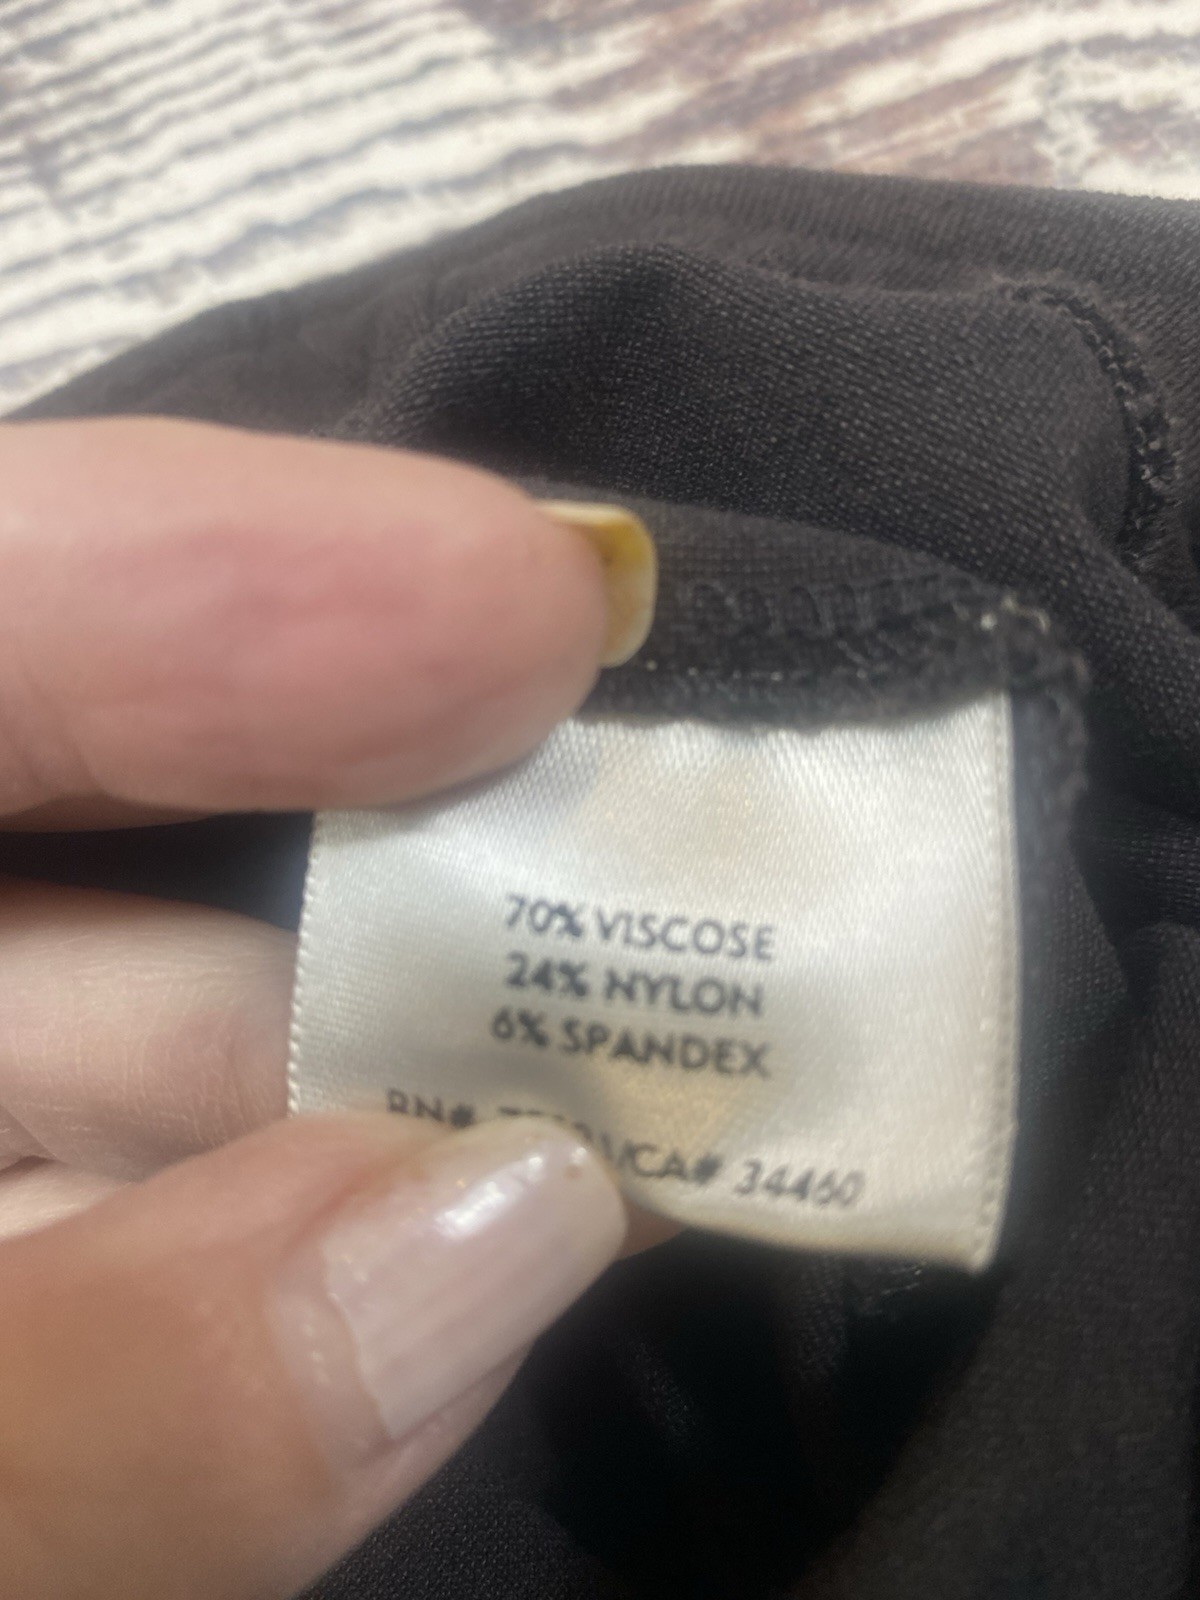 70% VISCOSE
24% NYLON
6% SPANDEX
RN# /CA# 34460